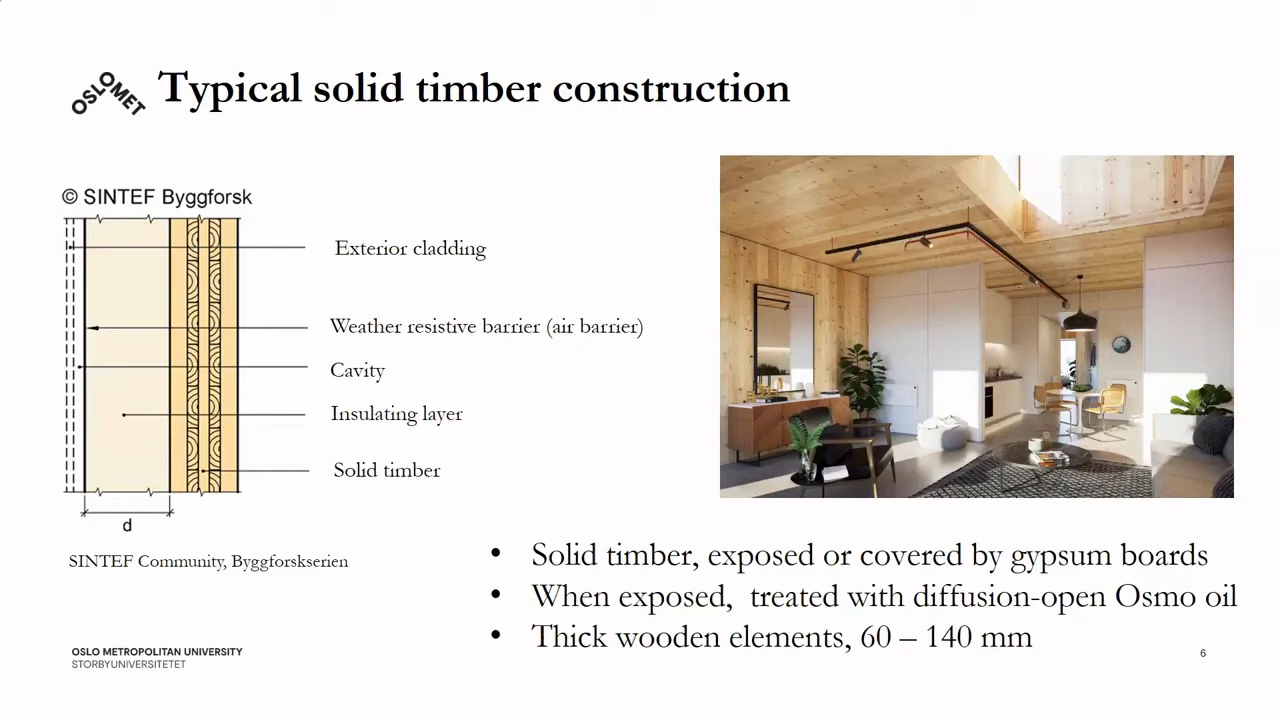 OSLOMET
Typical solid timber construction
© SINTEF Byggforsk
Exterior cladding
Weather resistive barrier (air barrier)
Cavity
Insulating layer
Solid timber
d
SINTEF Community, Byggforskserien
• Solid timber, exposed or covered by gypsum boards
• When exposed,  treated with diffusion-open Osmo oil
• Thick wooden elements, 60 – 140 mm
OSLO METROPOLITAN UNIVERSITY
STORBYUNIVERSITETET
6